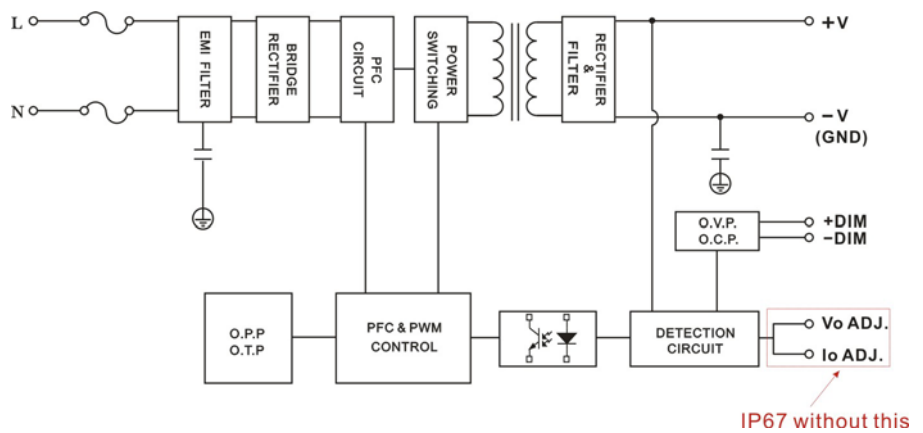 L
N
EMI FILTER
BRIDGE
RECTIFIER
PFC
CIRCUIT
POWER
SWITCHING
RECTIFIER
&
FILTER
+V
−V
(GND)
O.V.P.
O.C.P.
+DIM
−DIM
O.P.P
O.T.P
PFC & PWM
CONTROL
DETECTION
CIRCUIT
Vo ADJ.
Io ADJ.
IP67 without this